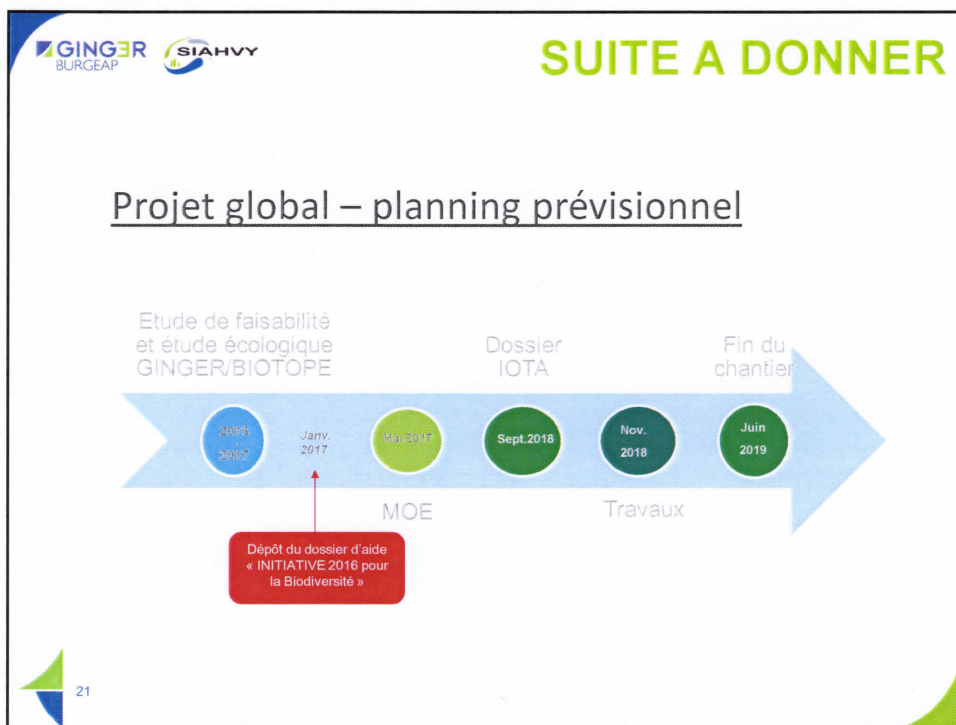 GINGER
BURGEAP
SIAHVY
SUITE A DONNER
Projet global – planning prévisionnel
Etude de faisabilité
et étude écologique
GINGER/BIOTOPE
Dossier
IOTA
Fin du
chantier
2016
-
2017
Janv.
2017
Mai 2017
Sept.2018
Nov.
2018
Juin
2019
MOE
Travaux
Dépôt du dossier d'aide
« INITIATIVE 2016 pour
la Biodiversité »
21